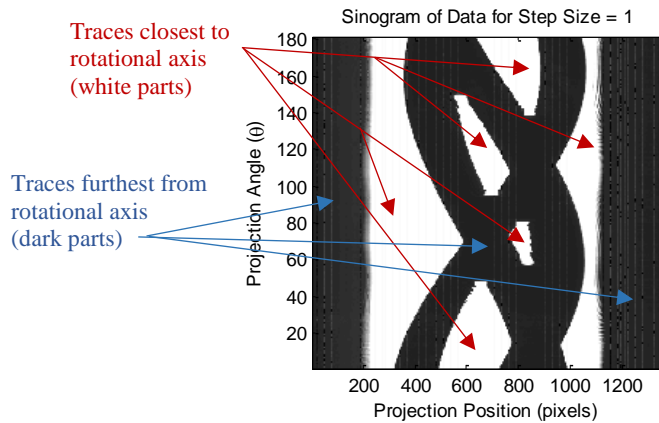 Sinogram of Data for Step Size = 1
Traces closest to
rotational axis
(white parts)
Traces furthest from
rotational axis
(dark parts)
Projection Angle (θ)
180
160
140
120
100
80
60
40
20
200 400 600 800 1000 1200
Projection Position (pixels)